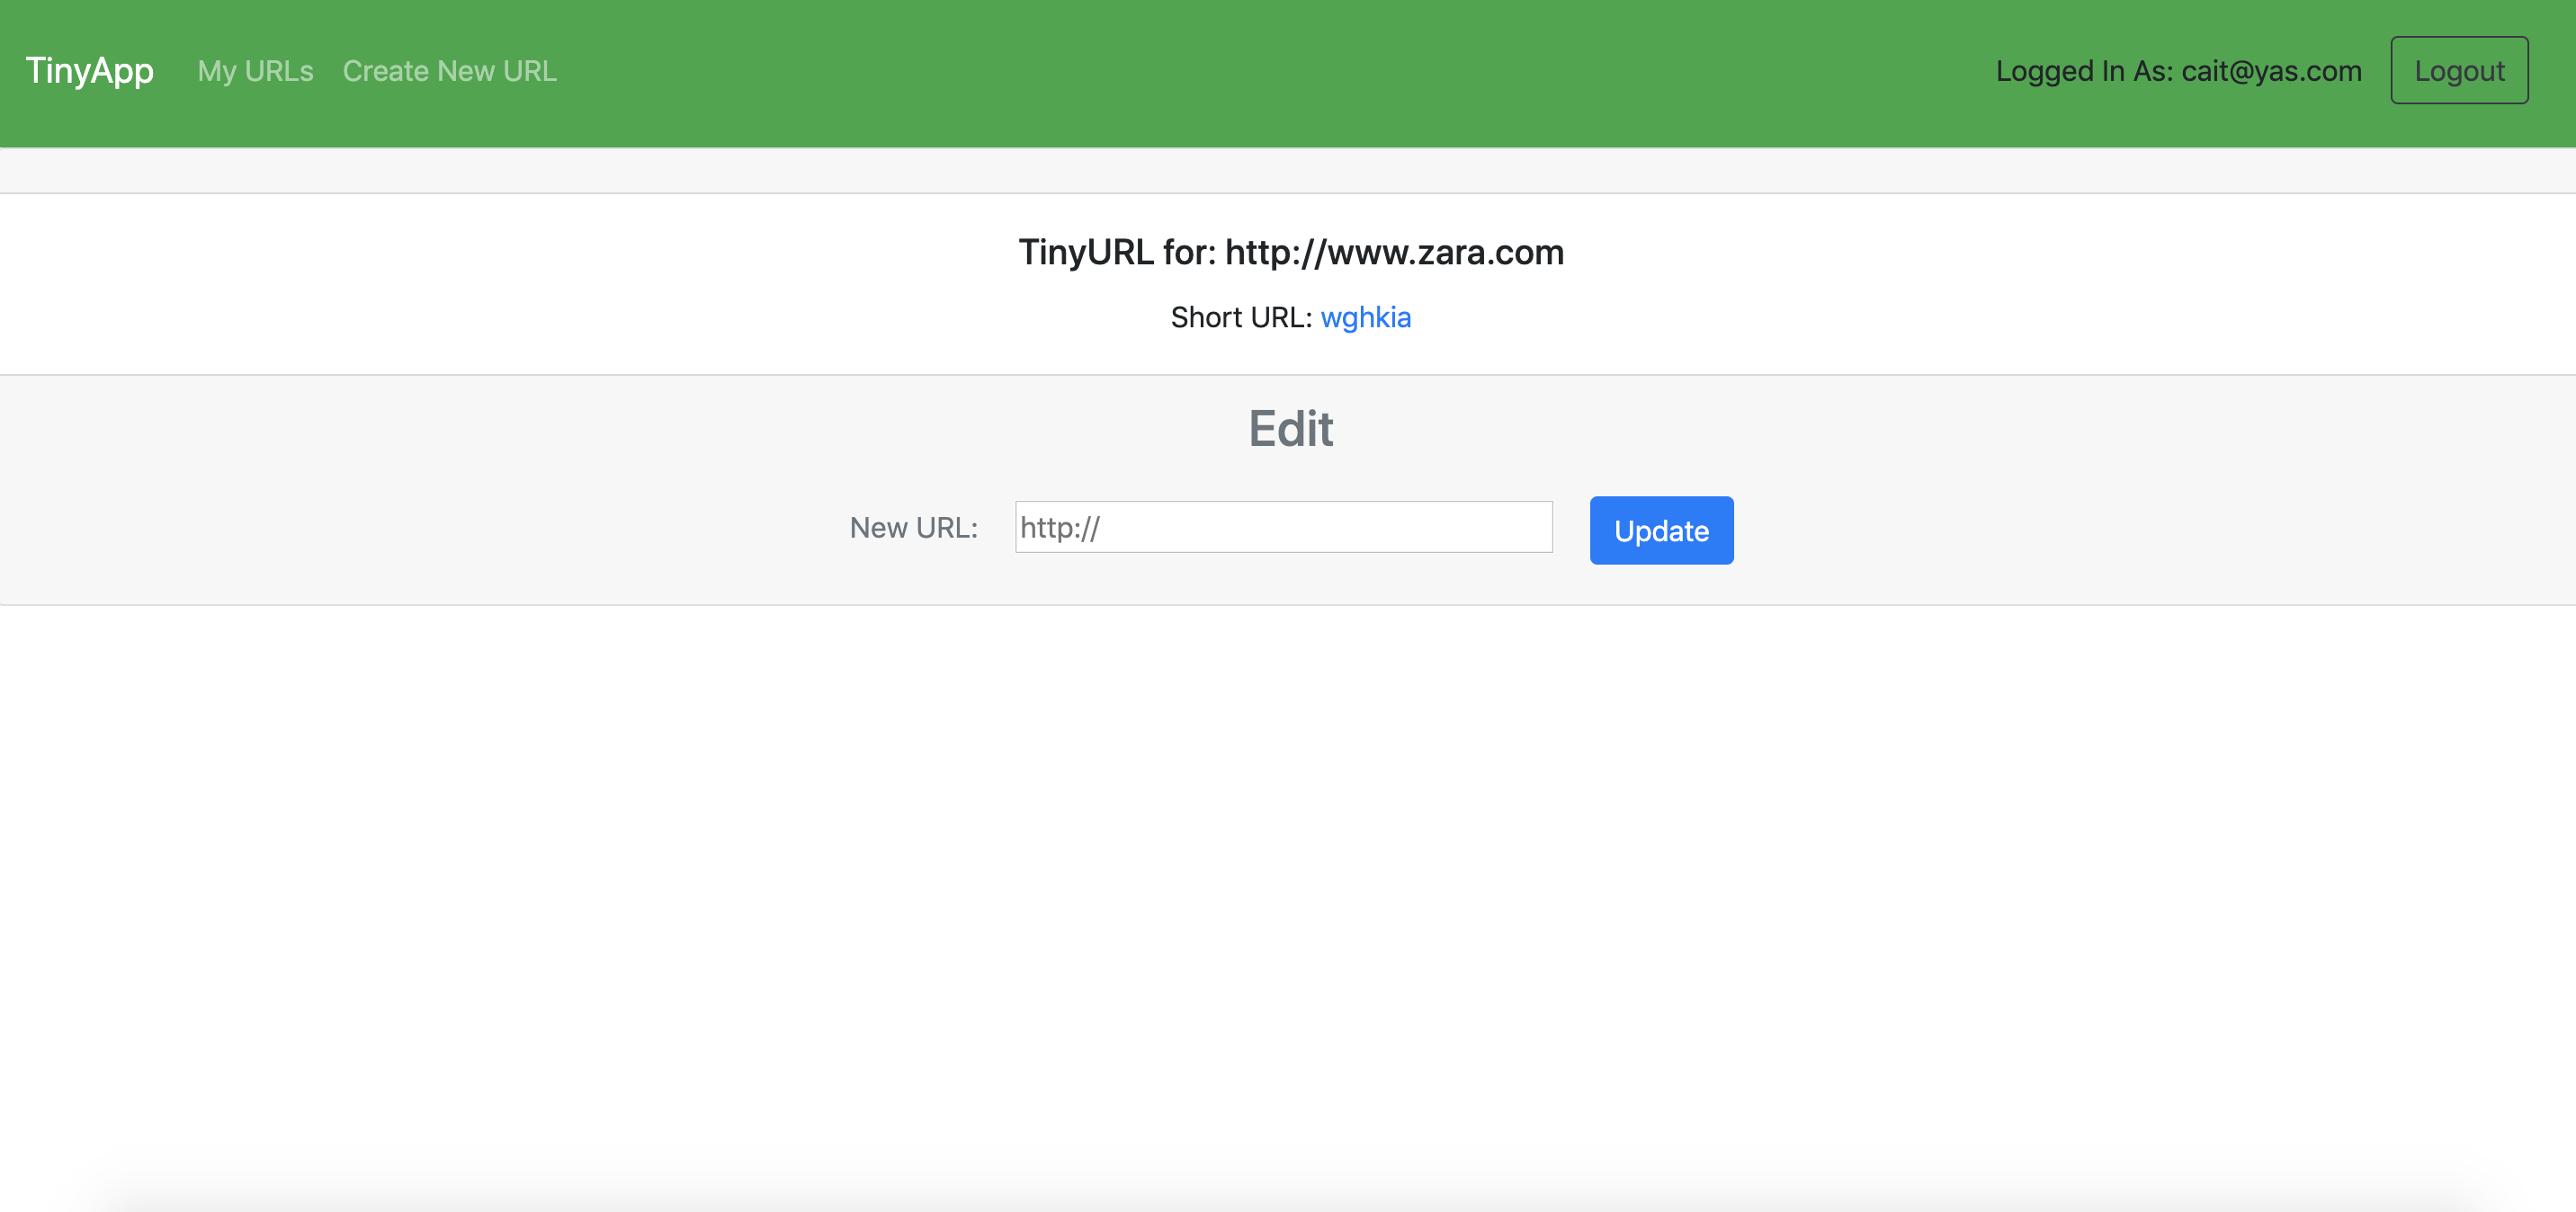 TinyApp My URLs Create New URL Logged In As: cait@yas.com Logout
TinyURL for: http://www.zara.com
Short URL: wghkia
Edit
New URL: http:// Update